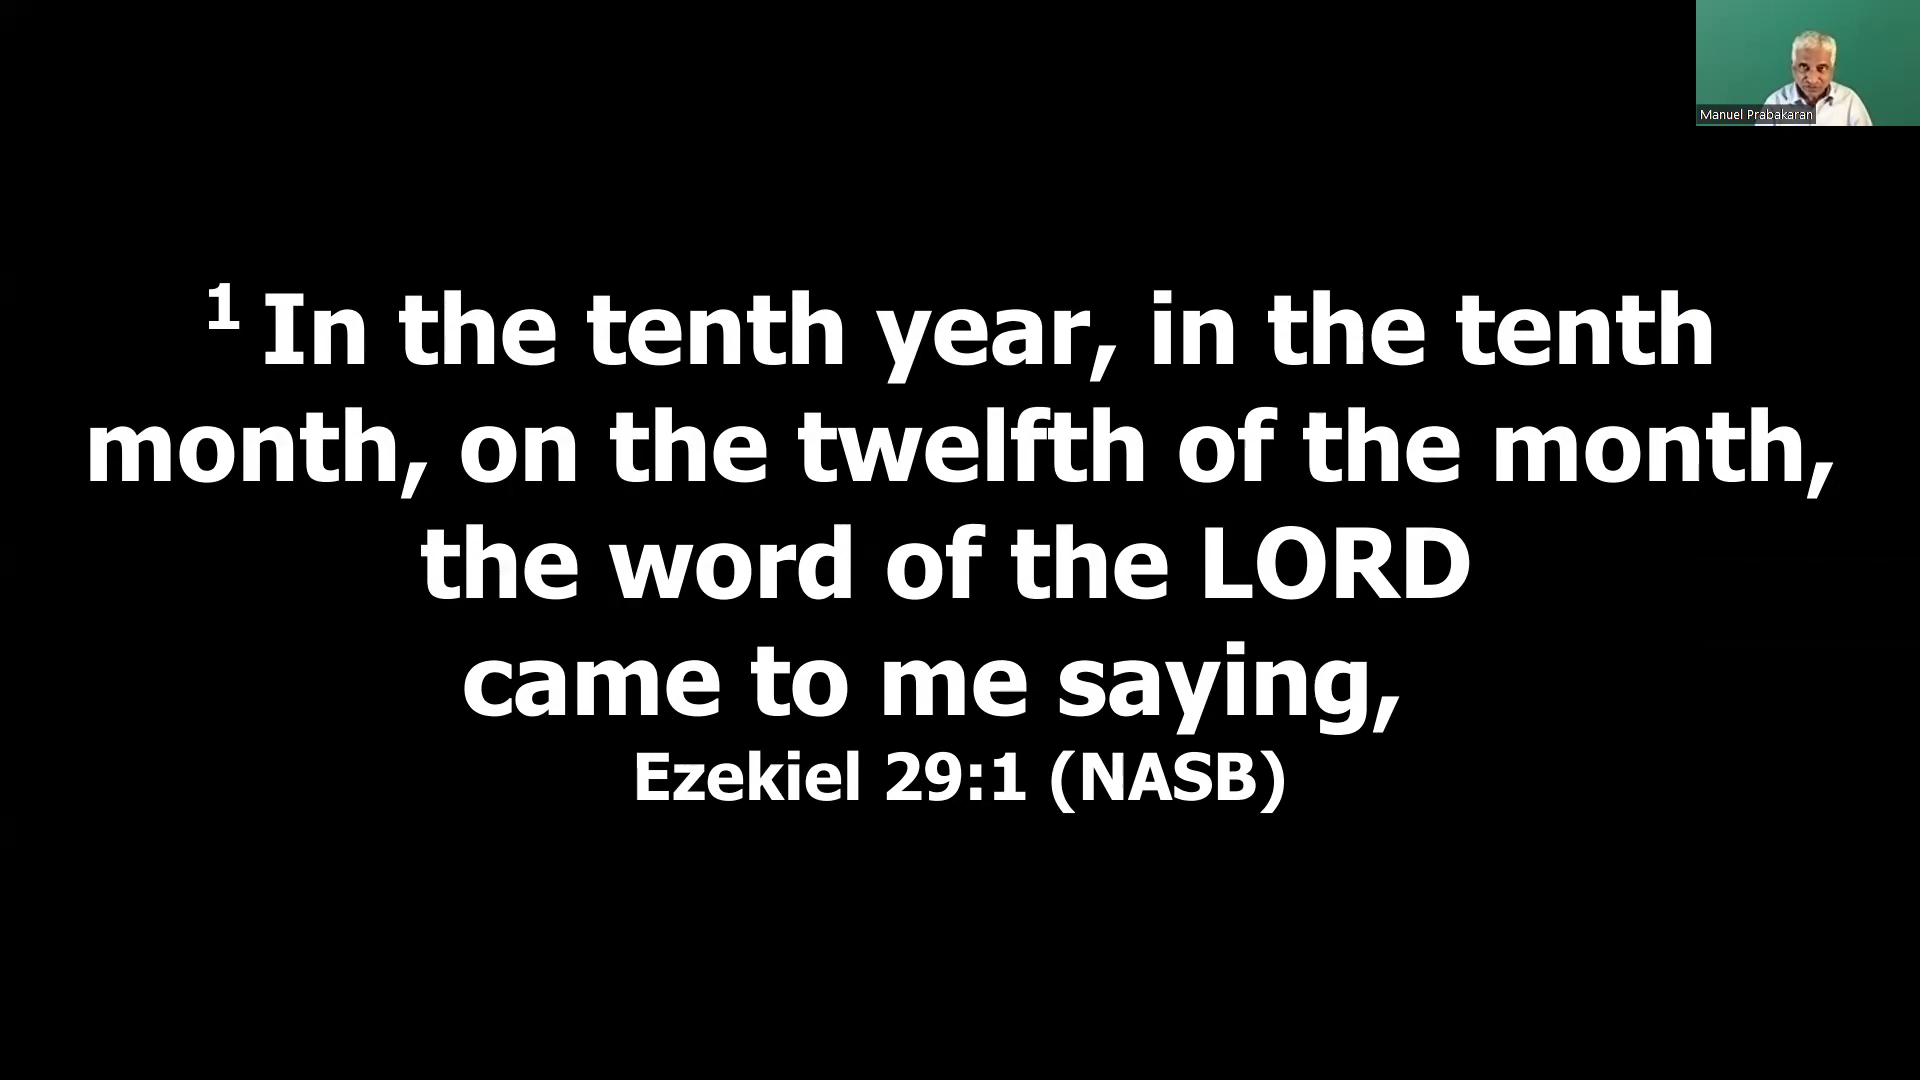 Manuel Prabakaran
1 In the tenth year, in the tenth
month, on the twelfth of the month,
the word of the LORD
came to me saying,
Ezekiel 29:1 (NASB)